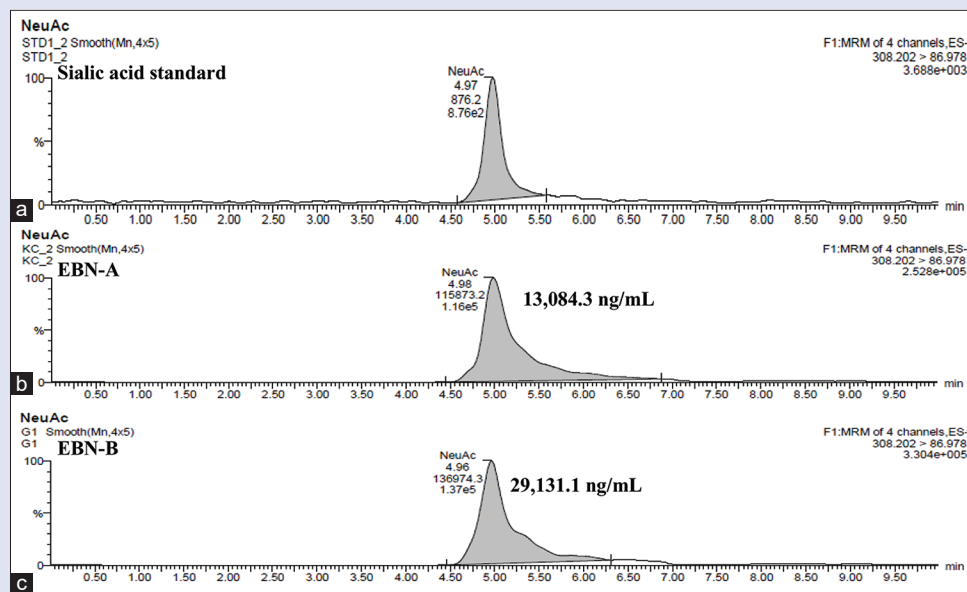 NeuAc
STD1_2 Smooth(Mn,4x5)
STD1_2
Sialic acid standard
F1:MRM of 4 channels,ES-
308.202 > 86.978
3.688e+003
NeuAc
4.97
876.2
8.76e2
100
%
0
a
0.50 1.00 1.50 2.00 2.50 3.00 3.50 4.00 4.50 5.00 5.50 6.00 6.50 7.00 7.50 8.00 8.50 9.00 9.50 min
NeuAc
KC_2 Smooth(Mn,4x5)
KC_2
EBN-A
F1:MRM of 4 channels,ES-
308.202 > 86.978
2.528e+005
NeuAc
4.98
115873.2
1.16e5
13,084.3 ng/mL
100
%
0
b
0.50 1.00 1.50 2.00 2.50 3.00 3.50 4.00 4.50 5.00 5.50 6.00 6.50 7.00 7.50 8.00 8.50 9.00 9.50 min
NeuAc
G1 Smooth(Mn,4x5)
G1
EBN-B
F1:MRM of 4 channels,ES-
308.202 > 86.978
3.304e+005
NeuAc
4.96
136974.3
1.37e5
29,131.1 ng/mL
100
%
0
c
0.50 1.00 1.50 2.00 2.50 3.00 3.50 4.00 4.50 5.00 5.50 6.00 6.50 7.00 7.50 8.00 8.50 9.00 9.50 min